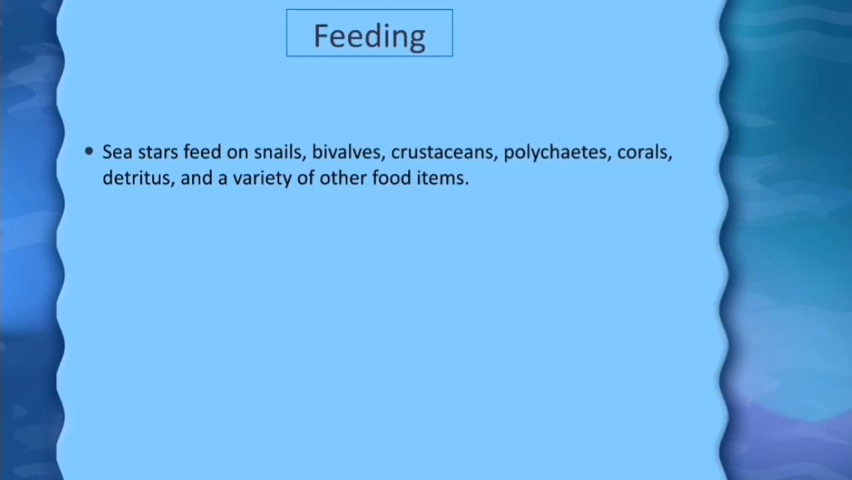 Feeding
• Sea stars feed on snails, bivalves, crustaceans, polychaetes, corals,
detritus, and a variety of other food items.